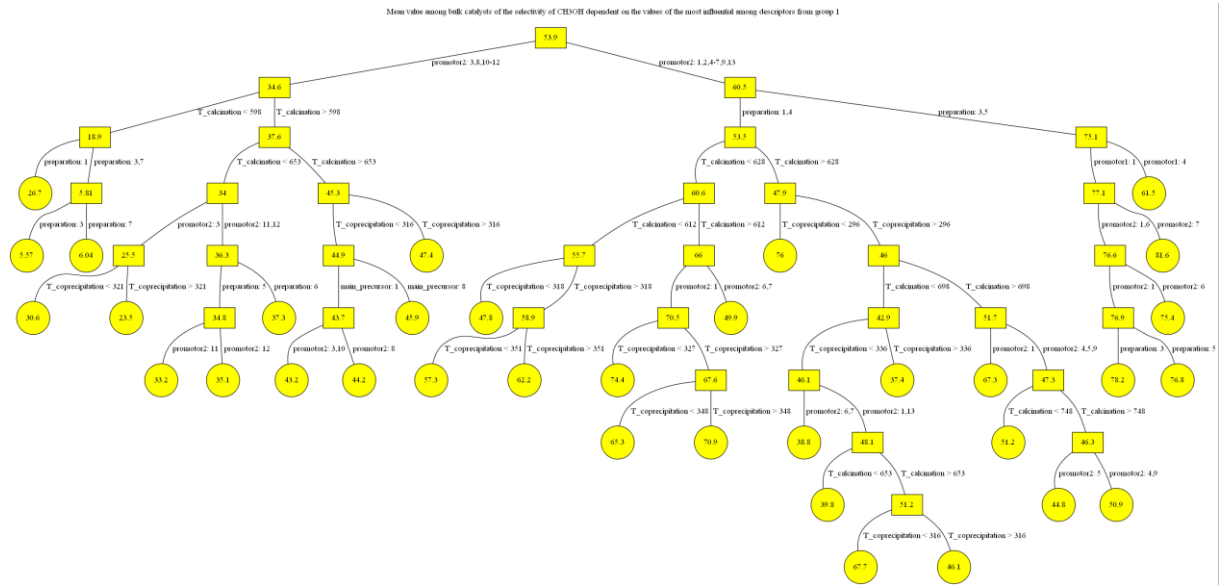 Mean value among bulk catalysts of the selectivity of CH3OH dependent on the values of the most influential among descriptors from group 1
53.9
promotor2: 3,8,10-12
promotor2: 1,2,4-7,9,13
34.6
60.5
T_calcination < 598
T_calcination > 598
preparation: 1,4
preparation: 3,5
18.9
37.6
53.5
75.1
preparation: 1
preparation: 3,7
T_calcination < 653
T_calcination > 653
T_calcination < 628
T_calcination > 628
promotor1: 1
promotor1: 4
26.7
5.81
34
45.3
60.6
47.9
77.1
61.5
preparation: 3
preparation: 7
promotor2: 3
promotor2: 11,12
T_coprecipitation < 316
T_coprecipitation > 316
T_calcination < 612
T_calcination > 612
T_coprecipitation < 296
T_coprecipitation > 296
promotor2: 1,6
promotor2: 7
5.57
6.04
25.5
36.3
44.9
47.4
55.7
66
76
46
76.6
81.6
T_coprecipitation < 321
T_coprecipitation > 321
preparation: 5
preparation: 6
main_precursor: 1
main_precursor: 8
T_coprecipitation < 318
T_coprecipitation > 318
promotor2: 1
promotor2: 6,7
T_calcination < 698
T_calcination > 698
promotor2: 1
promotor2: 6
30.6
23.5
34.8
37.3
43.7
45.9
47.8
58.9
70.5
49.9
42.9
51.7
76.9
75.4
promotor2: 11
promotor2: 12
promotor2: 3,10
promotor2: 8
T_coprecipitation < 351
T_coprecipitation > 351
T_coprecipitation < 327
T_coprecipitation > 327
T_coprecipitation < 336
T_coprecipitation > 336
promotor2: 1
promotor2: 4,5,9
preparation: 3
preparation: 5
33.2
35.1
43.2
44.2
57.3
62.2
74.4
67.6
46.1
37.4
67.3
47.3
78.2
76.8
T_coprecipitation < 348
T_coprecipitation > 348
promotor2: 6,7
promotor2: 1,13
T_calcination < 748
T_calcination > 748
65.3
70.9
38.8
48.1
51.2
46.3
T_calcination < 653
T_calcination > 653
promotor2: 5
promotor2: 4,9
39.8
51.2
44.8
50.9
T_coprecipitation < 316
T_coprecipitation > 316
67.7
46.1